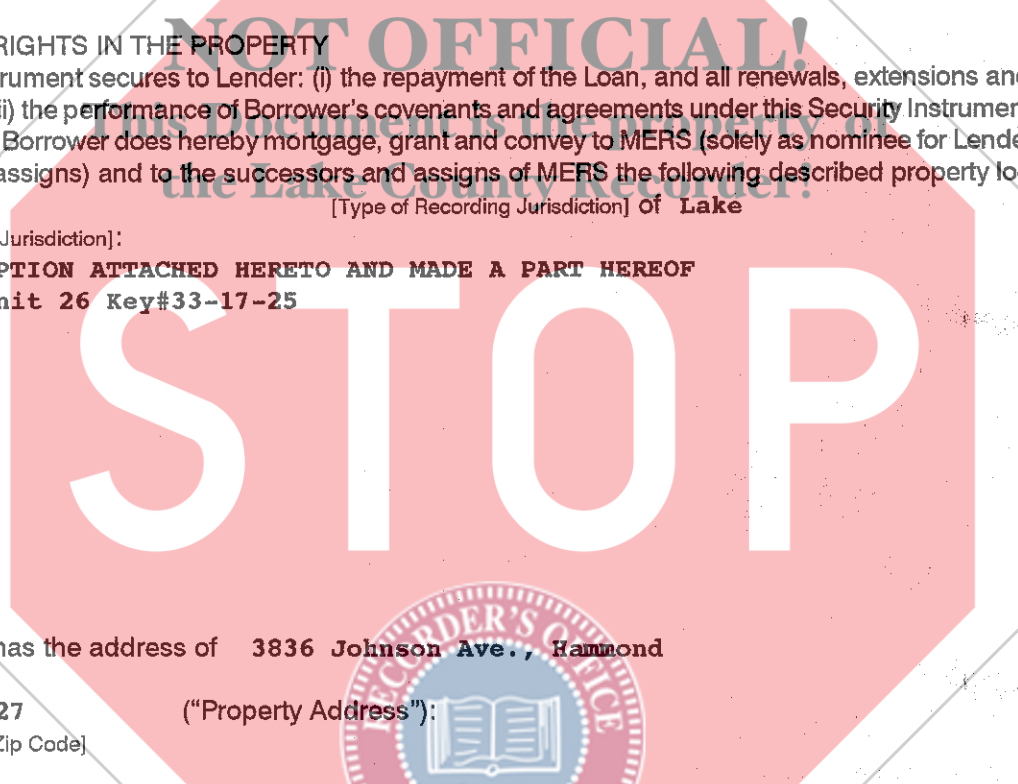 NOT OFFICIAL!
RIGHTS IN THE PROPERTY
rument secures to Lender: (i) the repayment of the Loan, and all renewals, extensions and
ii) the performance of Borrower's covenants and agreements under this Security Instrumen
This Document is the property of
Borrower does hereby mortgage, grant and convey to MERS (solely as nominee for Lende
assigns) and to the successors and assigns of MERS the following described property lo
the Lake County Recorder!
[Type of Recording Jurisdiction] of Lake
Jurisdiction]:
PTION ATTACHED HERETO AND MADE A PART HEREOF
nit 26 Key#33-17-25
STOP
RECORDER'S OFFICE
has the address of 3836 Johnson Ave., Hammond
27 ("Property Address"):
Zip Code]